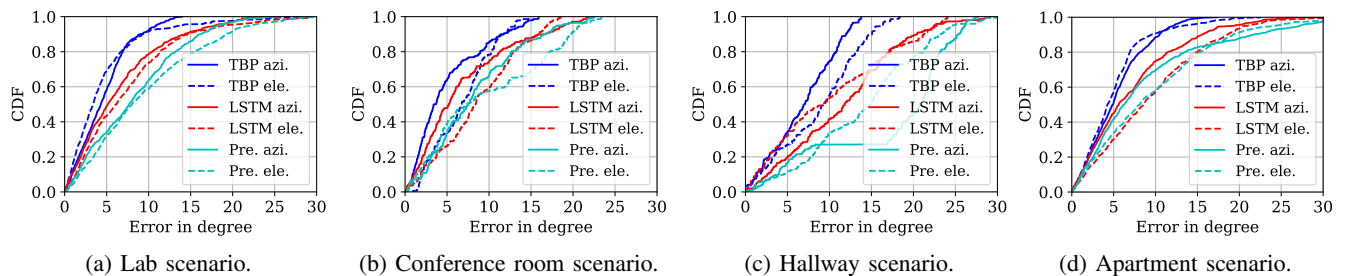 CDF
1.0
0.8
0.6
0.4
0.2
0.0
TBP azi.
TBP ele.
LSTM azi.
LSTM ele.
Pre. azi.
Pre. ele.
0 5 10 15 20 25 30
Error in degree
(a) Lab scenario.
CDF
1.0
0.8
0.6
0.4
0.2
0.0
TBP azi.
TBP ele.
LSTM azi.
LSTM ele.
Pre. azi.
Pre. ele.
0 5 10 15 20 25 30
Error in degree
(b) Conference room scenario.
CDF
1.0
0.8
0.6
0.4
0.2
0.0
TBP azi.
TBP ele.
LSTM azi.
LSTM ele.
Pre. azi.
Pre. ele.
0 5 10 15 20 25 30
Error in degree
(c) Hallway scenario.
CDF
1.0
0.8
0.6
0.4
0.2
0.0
TBP azi.
TBP ele.
LSTM azi.
LSTM ele.
Pre. azi.
Pre. ele.
0 5 10 15 20 25 30
Error in degree
(d) Apartment scenario.